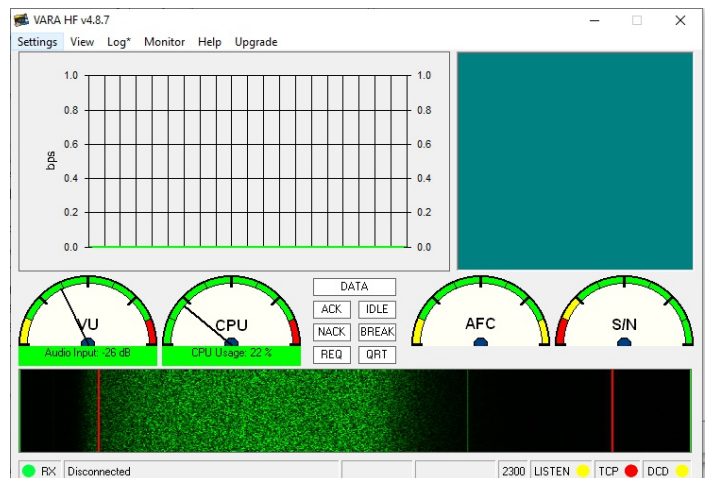 VARA HF v4.8.7
Settings View Log* Monitor Help Upgrade
1.0 1.0
0.8 0.8
0.6 0.6
bps
0.4 0.4
0.2 0.2
0.0 0.0
DATA
ACK IDLE
NACK BREAK
REQ QRT
VU CPU AFC S/N
Audio Input: -26 dB CPU Usage: 22 %
RX Disconnected 2300 LISTEN TCP DCD